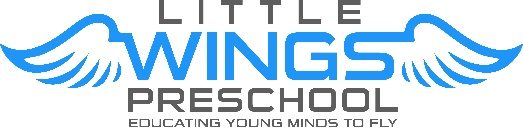 LITTLE
WINGS
PRESCHOOL
EDUCATING YOUNG MINDS TO FLY